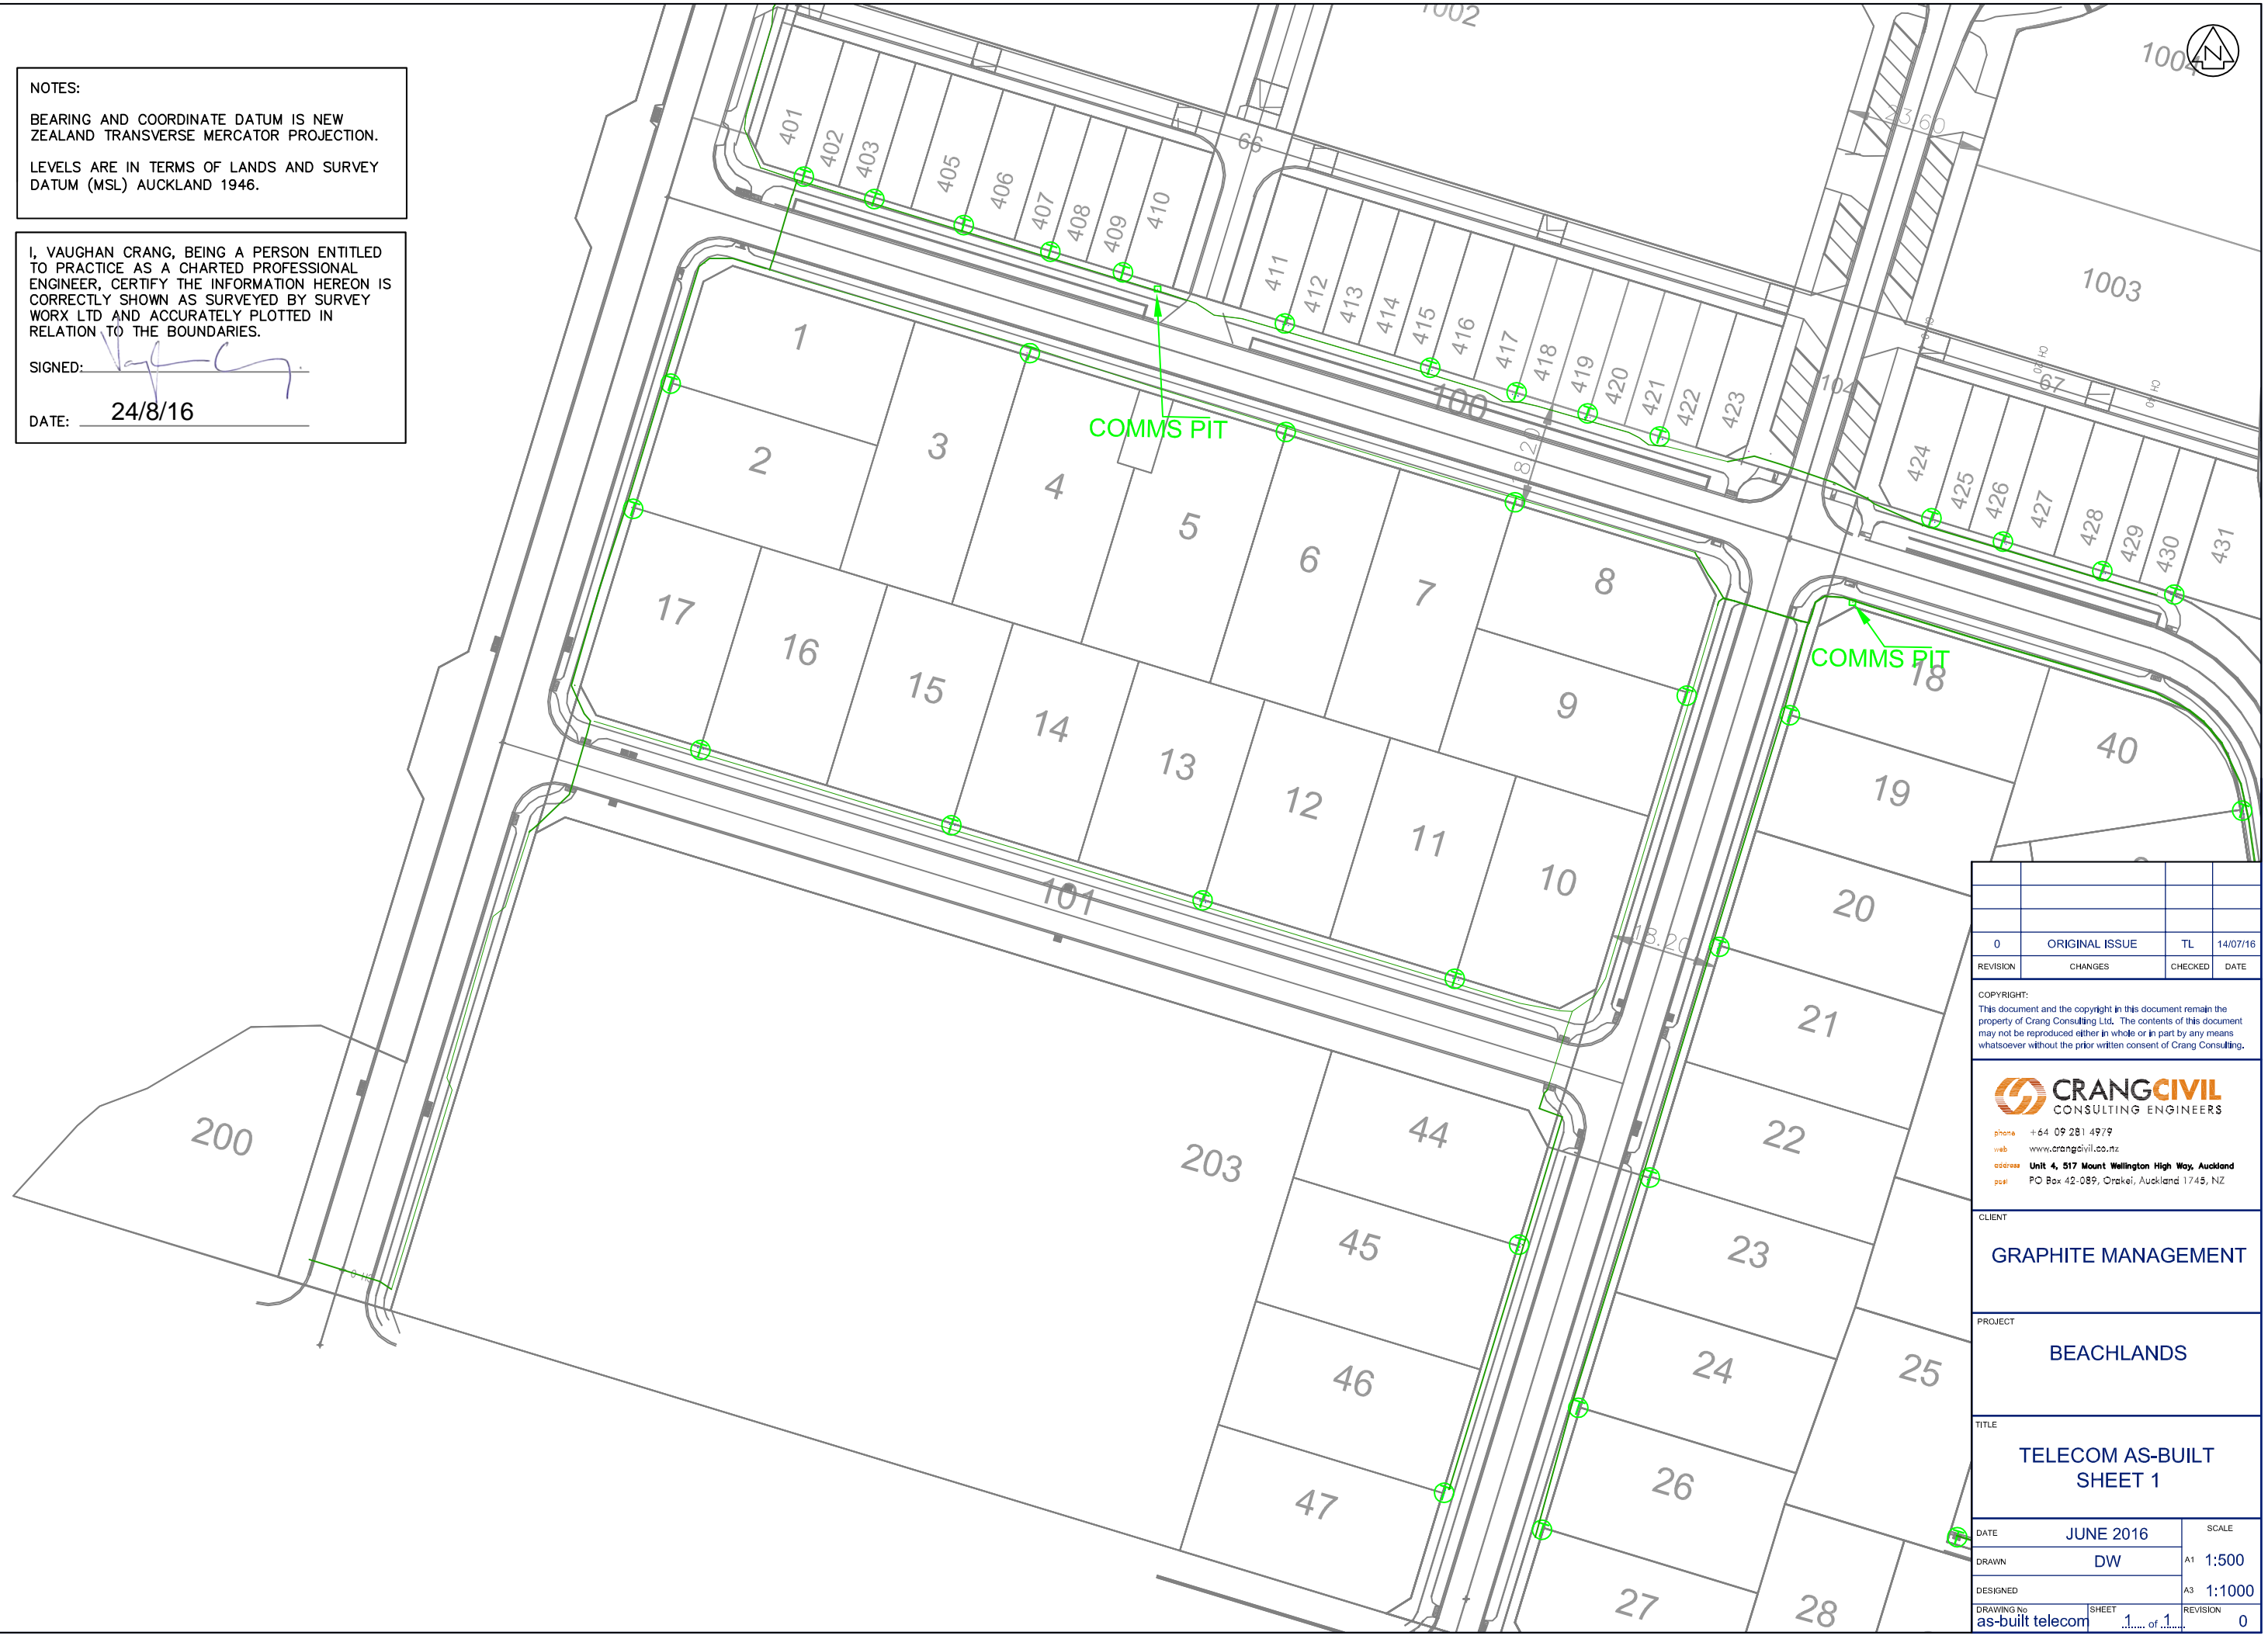 NOTES:
BEARING AND COORDINATE DATUM IS NEW
ZEALAND TRANSVERSE MERCATOR PROJECTION.
LEVELS ARE IN TERMS OF LANDS AND SURVEY
DATUM (MSL) AUCKLAND 1946.
I, VAUGHAN CRANG, BEING A PERSON ENTITLED
TO PRACTICE AS A CHARTED PROFESSIONAL
ENGINEER, CERTIFY THE INFORMATION HEREON IS
CORRECTLY SHOWN AS SURVEYED BY SURVEY
WORX LTD AND ACCURATELY PLOTTED IN
RELATION TO THE BOUNDARIES.
SIGNED:
DATE: 24/8/16
1002
1004
N
23.60
1003
66
401
402
403
405
406
407
408
409
410
411
412
413
414
415
416
417
418
419
420
421
422
423
104
67
424
425
426
427
428
429
430
431
100
18.20
COMMS PIT
COMMS PIT
1
2
3
4
5
6
7
8
9
10
11
12
13
14
15
16
17
18
19
20
21
22
23
24
25
26
27
28
40
101
18.20
44
45
46
47
200
203
CH 0
0 ORIGINAL ISSUE TL 14/07/16
REVISION CHANGES CHECKED DATE
COPYRIGHT:
This document and the copyright in this document remain the
property of Crang Consulting Ltd. The contents of this document
may not be reproduced either in whole or in part by any means
whatsoever without the prior written consent of Crang Consulting.
CRANGCIVIL
CONSULTING ENGINEERS
phone +64 09 281 4979
web www.crangcivil.co.nz
address Unit 4, 517 Mount Wellington High Way, Auckland
post PO Box 42-089, Orakei, Auckland 1745, NZ
CLIENT
GRAPHITE MANAGEMENT
PROJECT
BEACHLANDS
TITLE
TELECOM AS-BUILT
SHEET 1
DATE JUNE 2016 SCALE
DRAWN DW A1 1:500
DESIGNED A3 1:1000
DRAWING No as-built telecom SHEET 1 of 1 REVISION 0